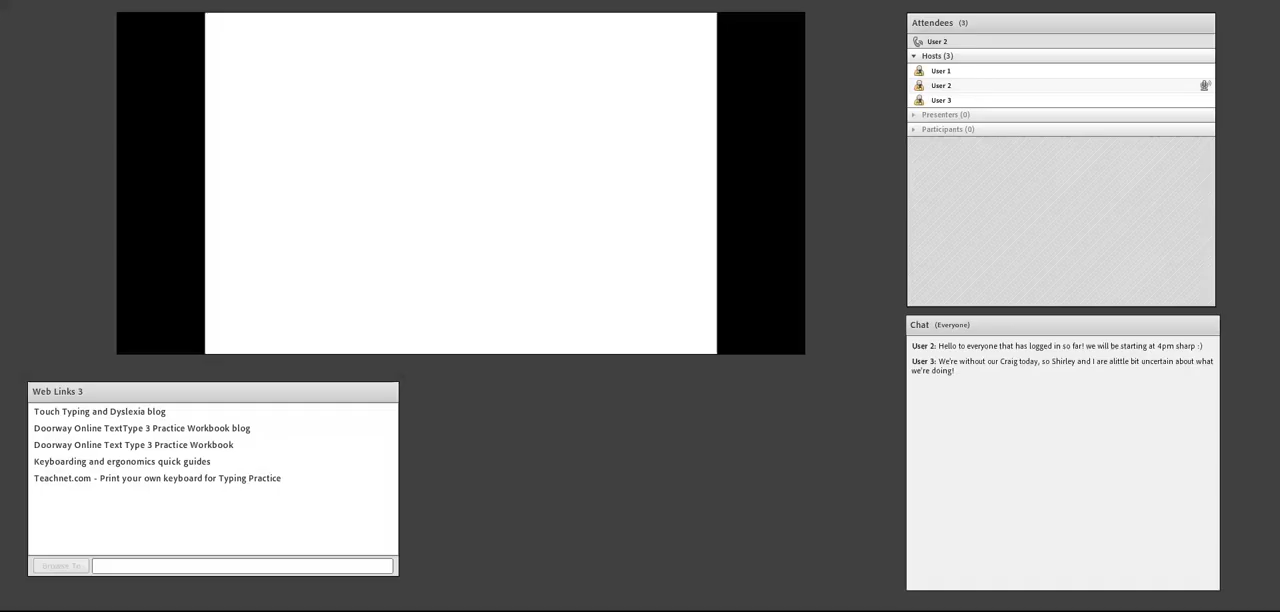 Attendees (3)
User 2
Hosts (3)
User 1
User 2
User 3
Presenters (0)
Participants (0)
Chat (Everyone)
User 2: Hello to everyone that has logged in so far! we will be starting at 4pm sharp :)
User 3: We're without our Craig today, so Shirley and I are alittle bit uncertain about what
we're doing!
Web Links 3
Touch Typing and Dyslexia blog
Doorway Online TextType 3 Practice Workbook blog
Doorway Online Text Type 3 Practice Workbook
Keyboarding and ergonomics quick guides
Teachnet.com - Print your own keyboard for Typing Practice
Browse To